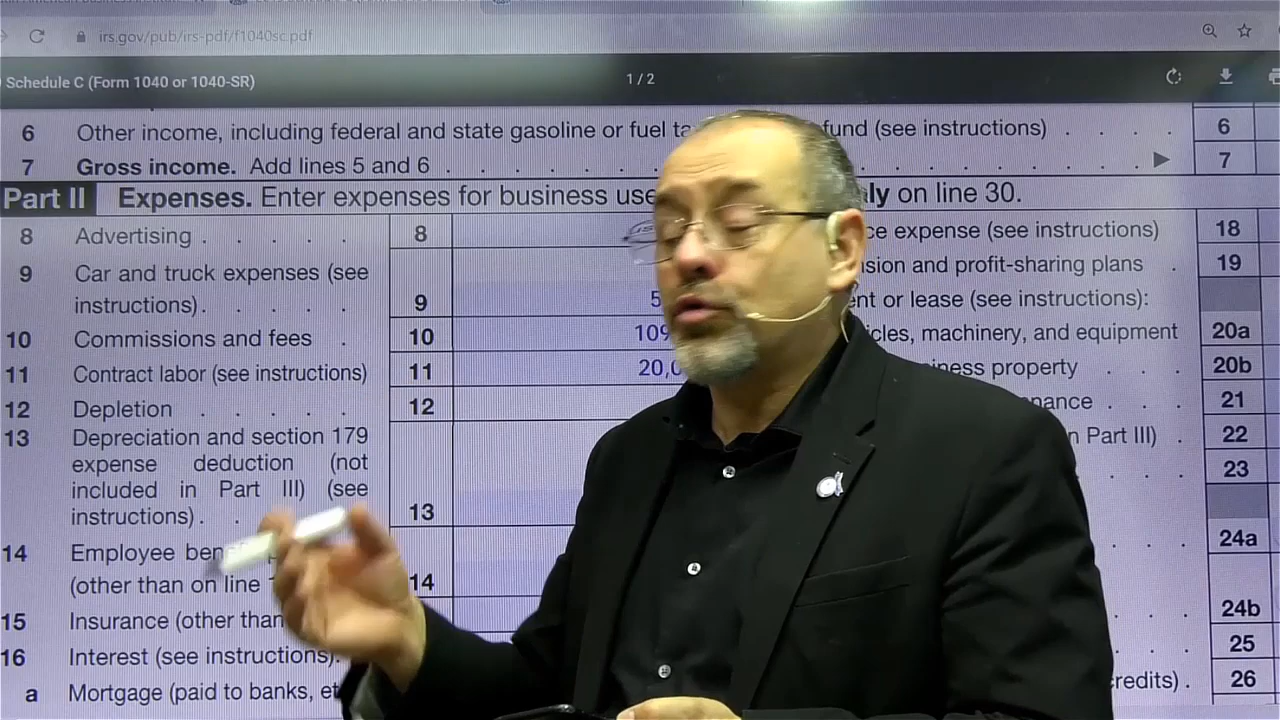 irs.gov/pub/irs-pdf/f1040sc.pdf
Schedule C (Form 1040 or 1040-SR)
1/2
6 Other income, including federal and state gasoline or fuel fund (see instructions) . . . . 6
7 Gross income. Add lines 5 and 6 . . . . . . . . . . . . . . . ▶ 7
Part II Expenses. Enter expenses for business use ly on line 30.
8 Advertising . . . . . 8
9 Car and truck expenses (see
instructions). . . . . 9
10 Commissions and fees . 10
11 Contract labor (see instructions) 11
12 Depletion . . . . . 12
13 Depreciation and section 179
expense deduction (not
included in Part III) (see
instructions). . 13
14 Employee
(other than on line 14
15 Insurance (other than
16 Interest (see instructions).
a Mortgage (paid to banks,
ce expense (see instructions) 18
sion and profit-sharing plans . 19
nt or lease (see instructions):
cles, machinery, and equipment 20a
iness property . . . 20b
nance . . . 21
n Part III) . 22
. . . 23
. . . 24a
. . . 24b
. . . 25
credits) . 26